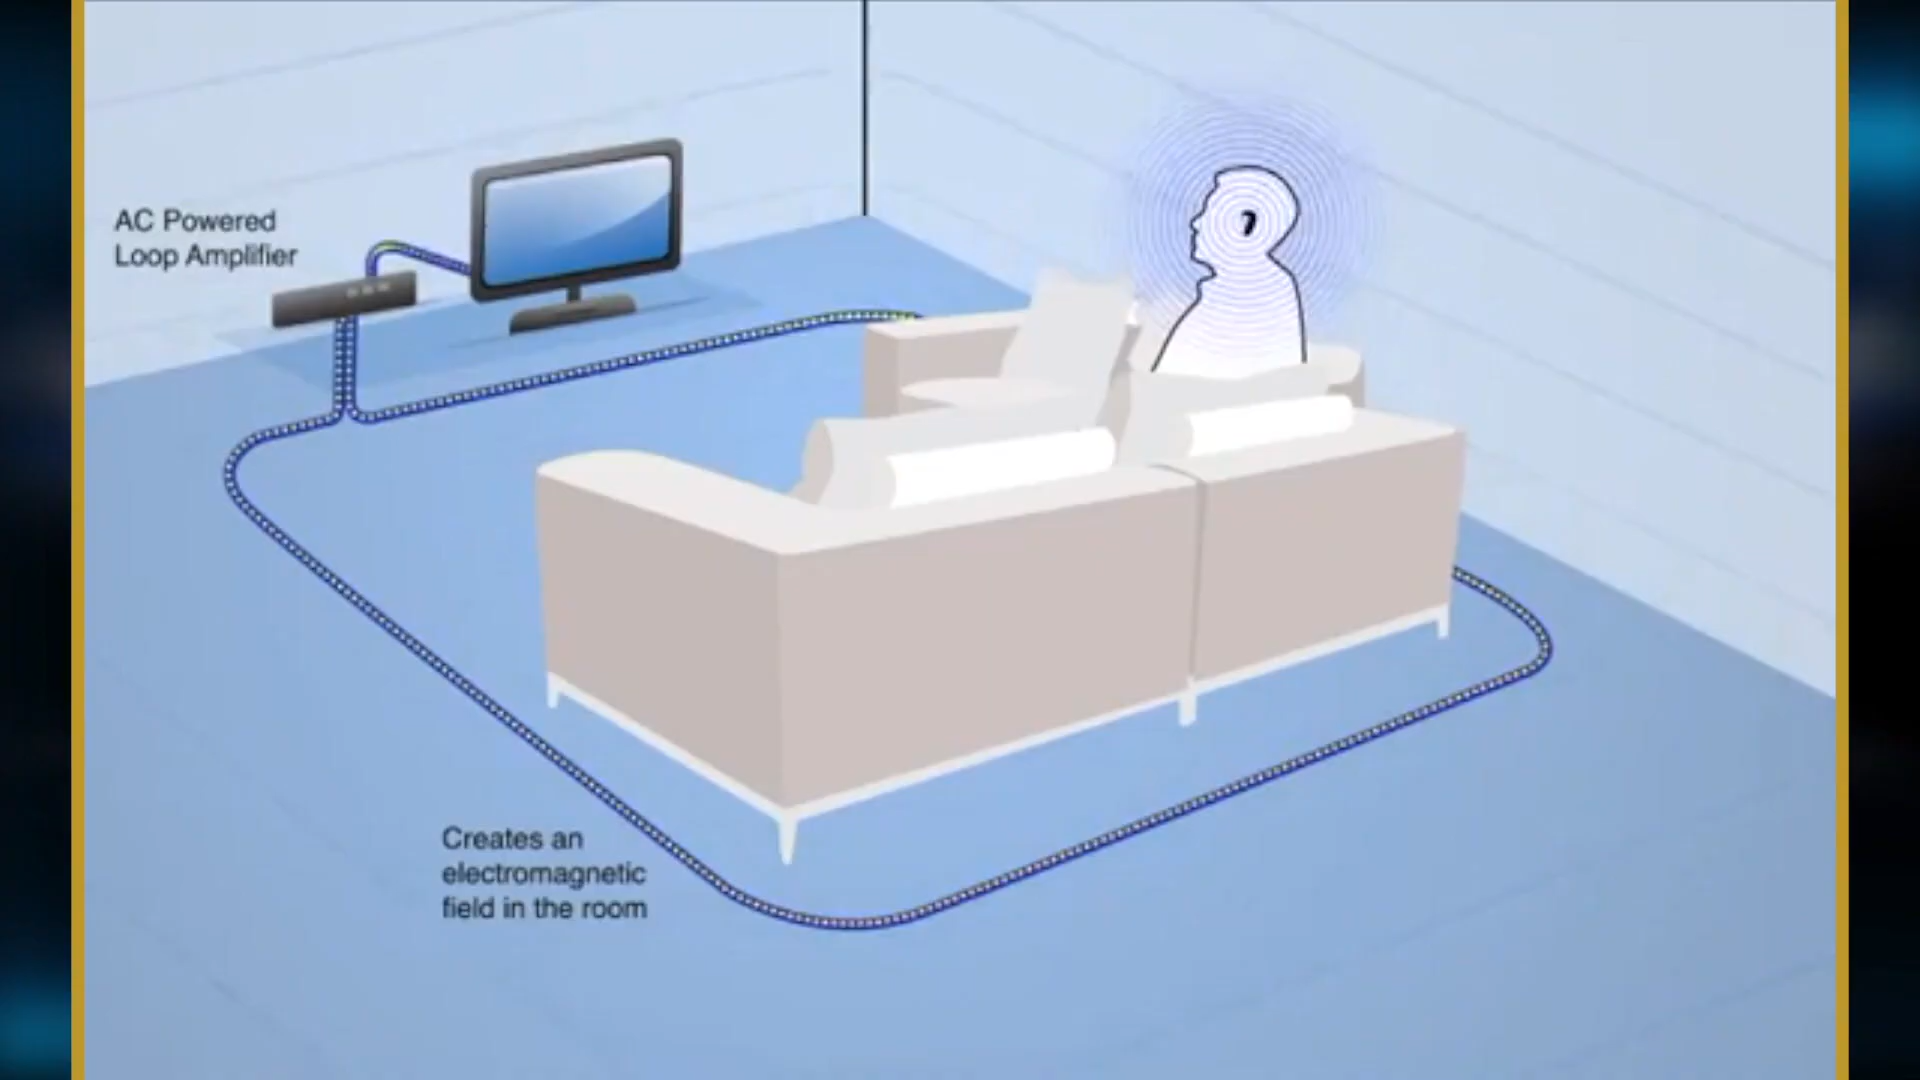 AC Powered
Loop Amplifier
Creates an
electromagnetic
field in the room